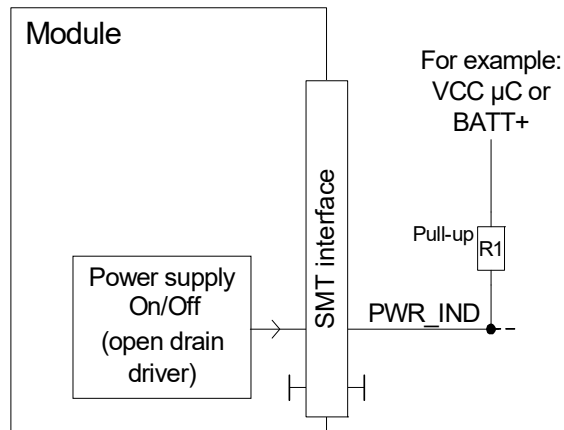 Module
For example:
VCC µC or
BATT+
SMT interface
Pull-up
R1
Power supply
On/Off
(open drain
driver)
PWR_IND